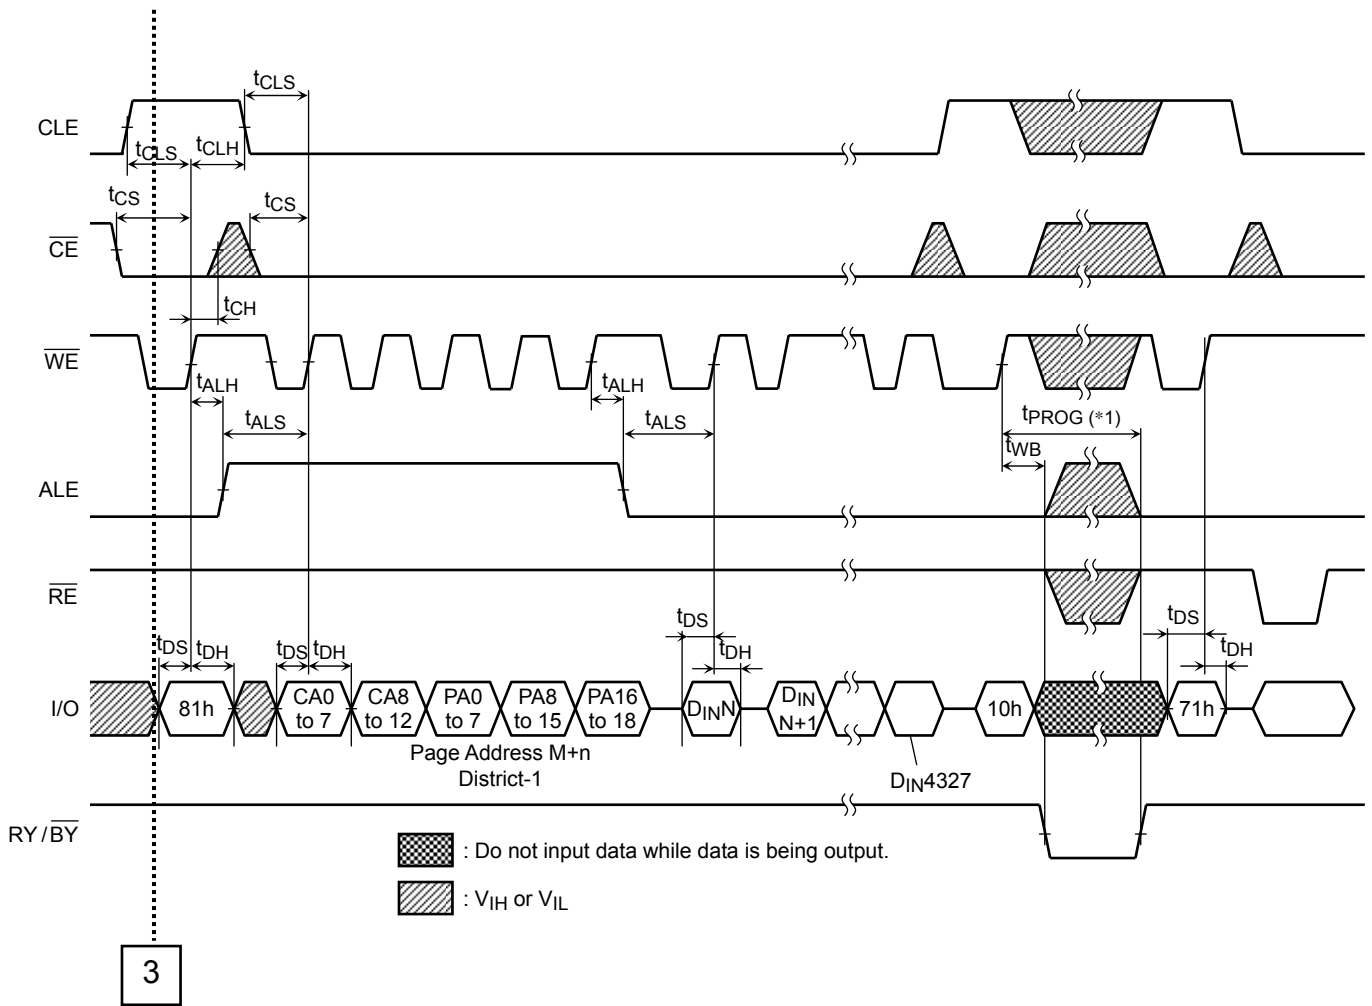 tCLS
CLE
tCLS
tCLH
tCS
tCS
CE
tCH
WE
tALH
tALH
tALS
tALS
tPROG (*1)
tWB
ALE
RE
tDS
tDH
tDS
tDH
tDS
tDH
tDS
tDH
I/O
81h
CA0
to 7
CA8
to 12
PA0
to 7
PA8
to 15
PA16
to 18
DINN
DIN
N+1
10h
71h
Page Address M+n
District-1
DIN4327
RY/BY
: Do not input data while data is being output.
: VIH or VIL
3